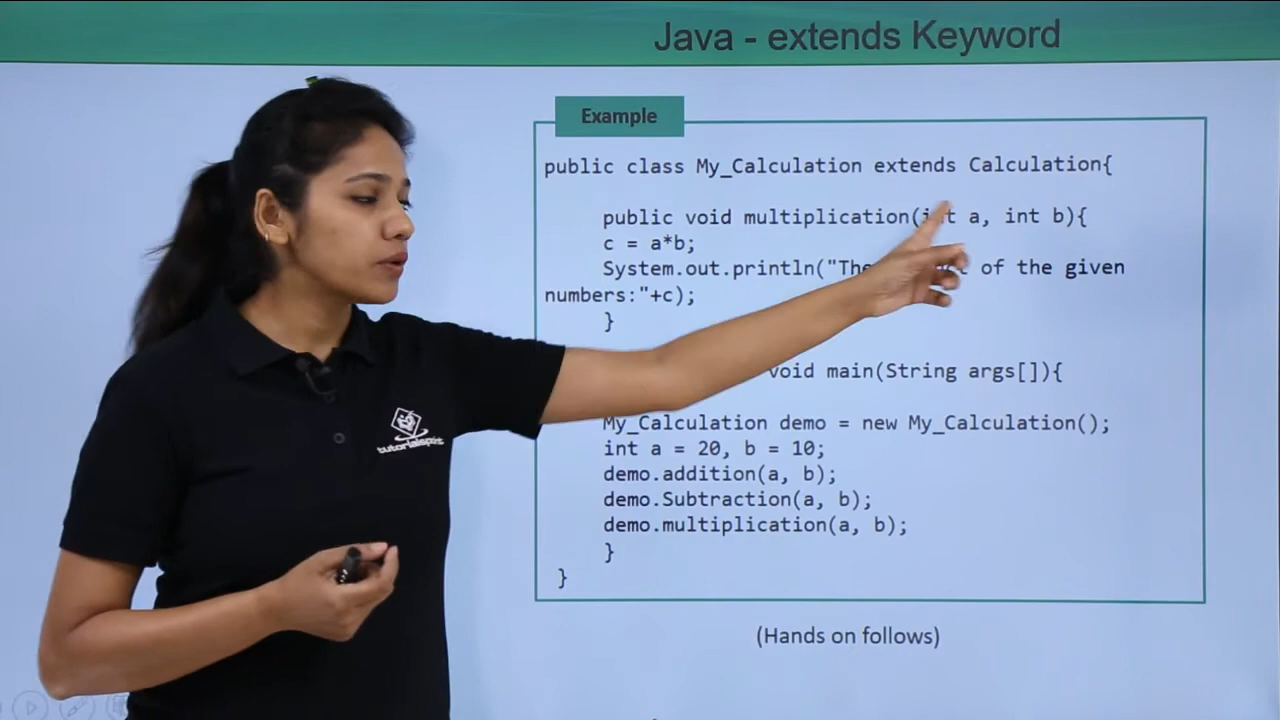 Java - extends Keyword
Example
public class My_Calculation extends Calculation{
public void multiplication(int a, int b){
c = a*b;
System.out.println("The of the given
numbers:"+c);
}
void main(String args[]){
My_Calculation demo = new My_Calculation();
int a = 20, b = 10;
demo.addition(a, b);
demo.Subtraction(a, b);
demo.multiplication(a, b);
}
}
(Hands on follows)
tutorialspoint